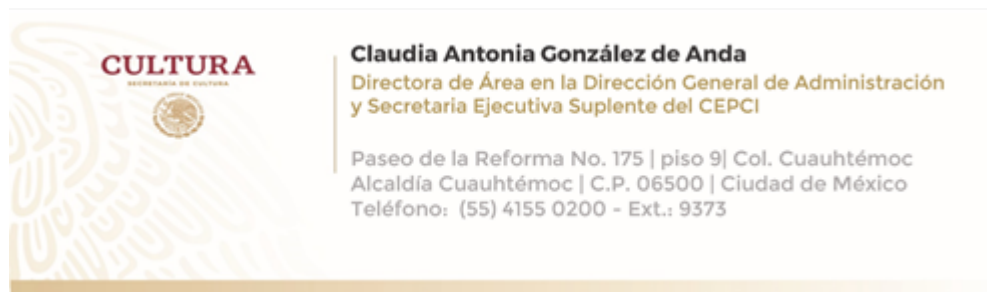 CULTURA
SECRETARÍA DE CULTURA
Claudia Antonia González de Anda
Directora de Área en la Dirección General de Administración
y Secretaria Ejecutiva Suplente del CEPCI
Paseo de la Reforma No. 175 | piso 9| Col. Cuauhtémoc
Alcaldía Cuauhtémoc | C.P. 06500 | Ciudad de México
Teléfono: (55) 4155 0200 - Ext.: 9373